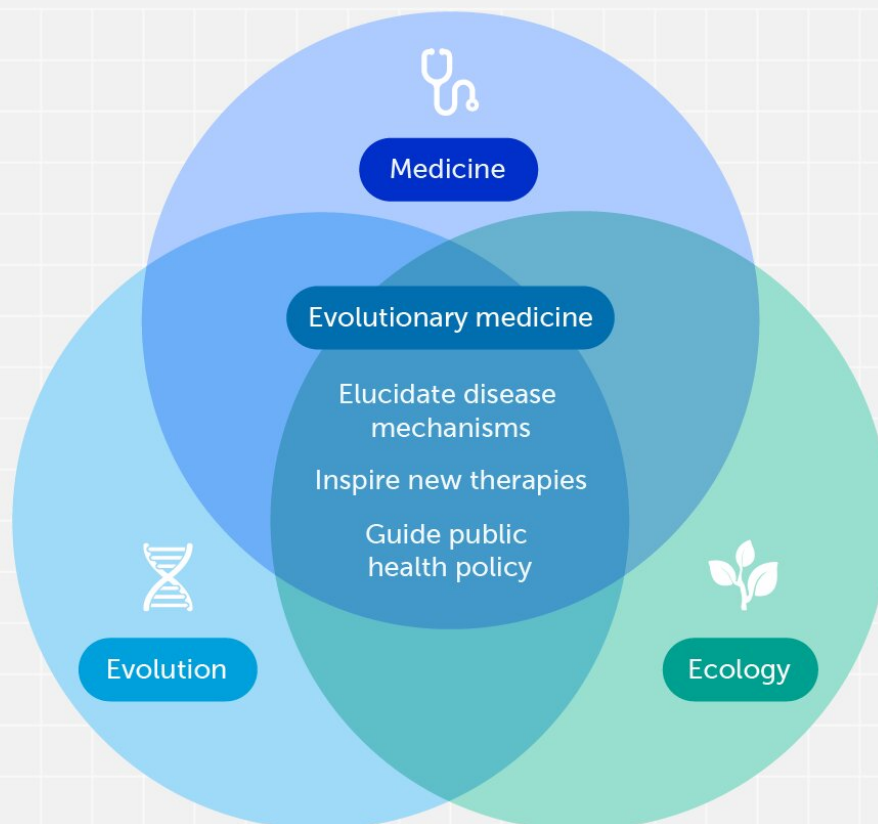 Medicine
Evolutionary medicine
Elucidate disease
mechanisms
Inspire new therapies
Guide public
health policy
Evolution
Ecology